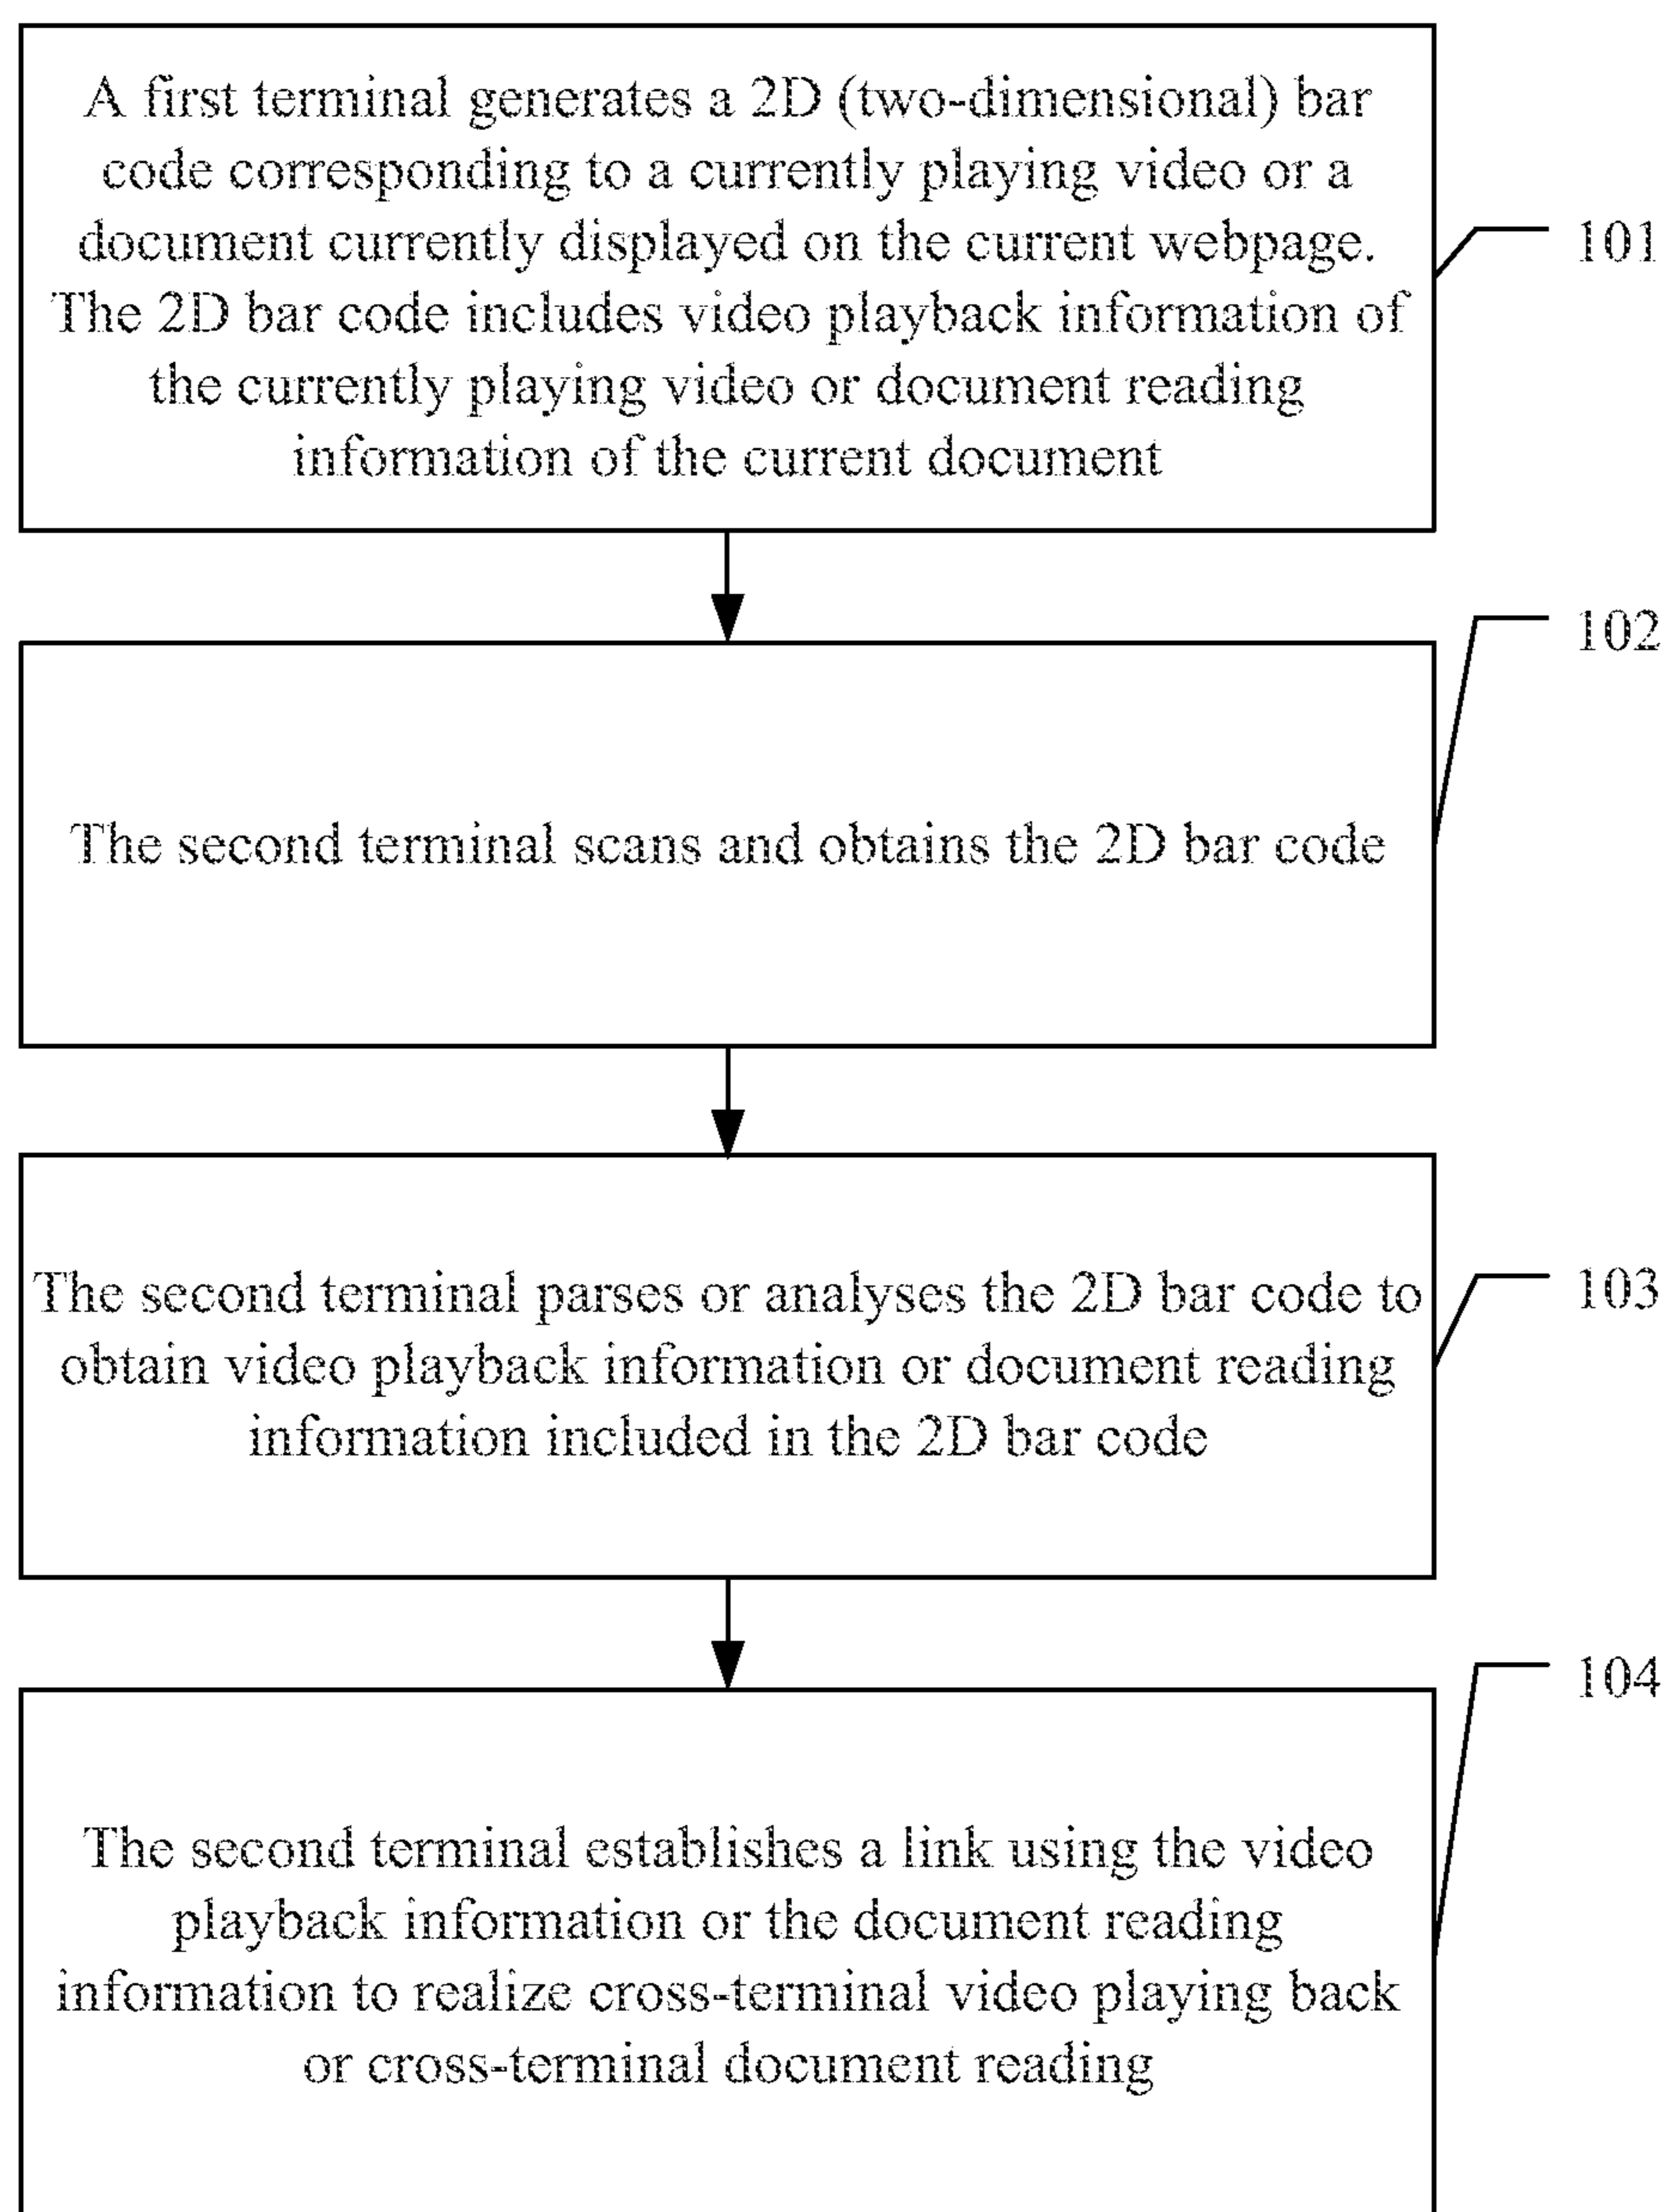 A first terminal generates a 2D (two-dimensional) bar
code corresponding to a currently playing video or a
document currently displayed on the current webpage.
The 2D bar code includes video playback information of
the currently playing video or document reading
information of the current document
101
102
The second terminal scans and obtains the 2D bar code
The second terminal parses or analyses the 2D bar code to
obtain video playback information or document reading
information included in the 2D bar code
103
104
The second terminal establishes a link using the video
playback information or the document reading
information to realize cross-terminal video playing back
or cross-terminal document reading